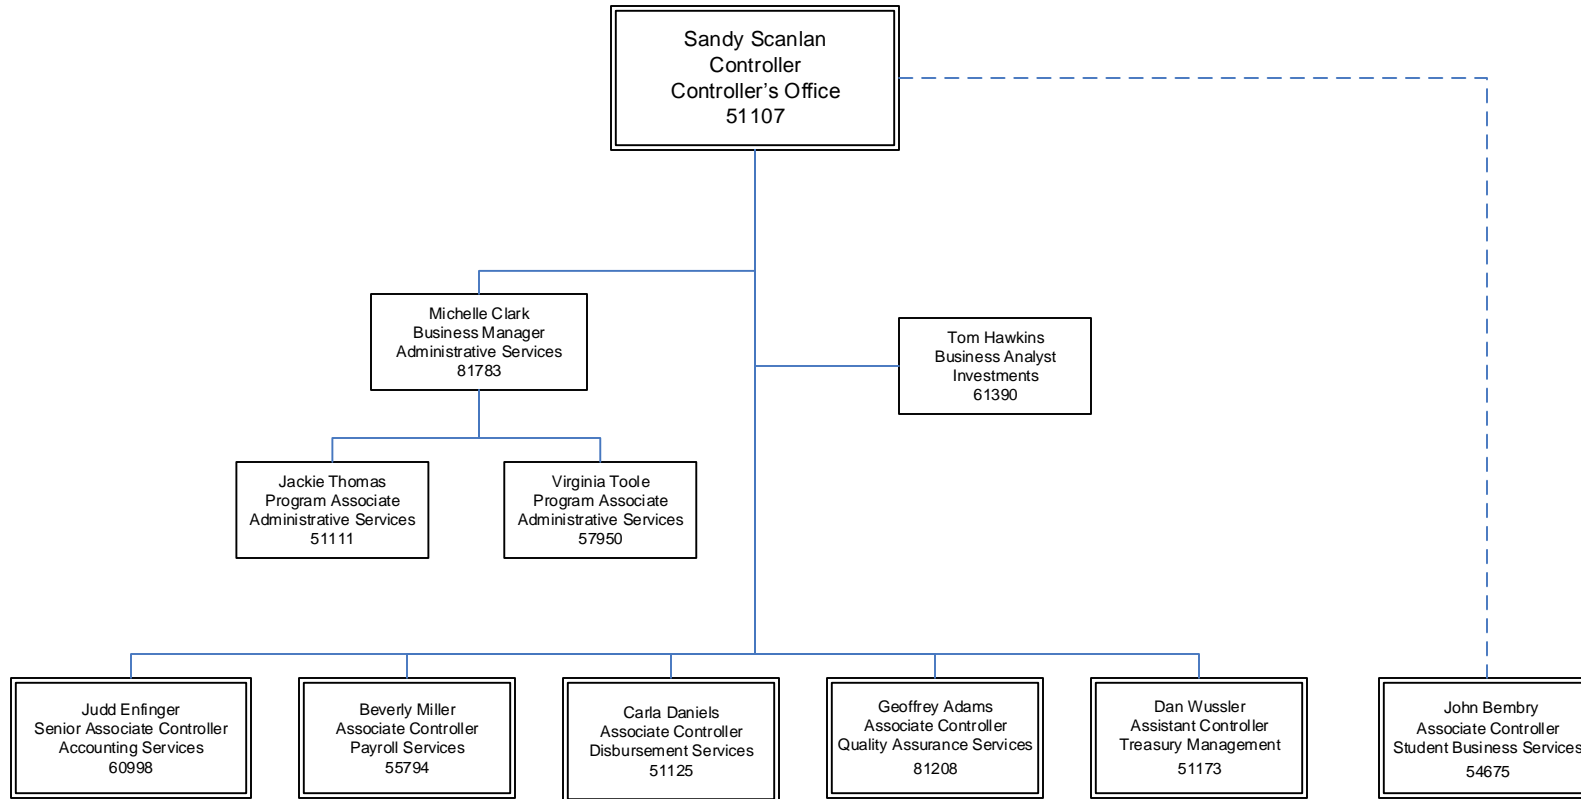 Sandy Scanlan
Controller
Controller’s Office
51107
Michelle Clark
Business Manager
Administrative Services
81783
Tom Hawkins
Business Analyst
Investments
61390
Jackie Thomas
Program Associate
Administrative Services
51111
Virginia Toole
Program Associate
Administrative Services
57950
Judd Enfinger
Senior Associate Controller
Accounting Services
60998
Beverly Miller
Associate Controller
Payroll Services
55794
Carla Daniels
Associate Controller
Disbursement Services
51125
Geoffrey Adams
Associate Controller
Quality Assurance Services
81208
Dan Wussler
Assistant Controller
Treasury Management
51173
John Bembry
Associate Controller
Student Business Services
54675